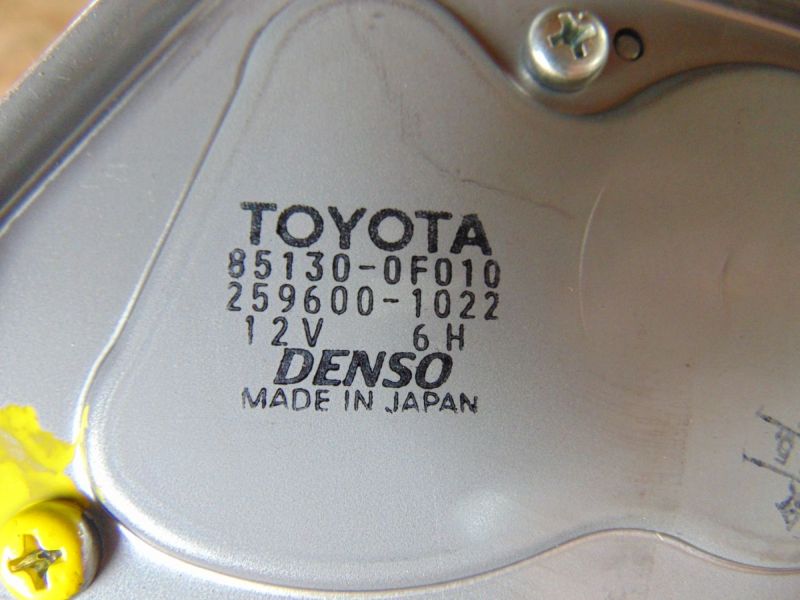 TOYOTA
85130-0F010
259600-1022
12V 6H
DENSO
MADE IN JAPAN